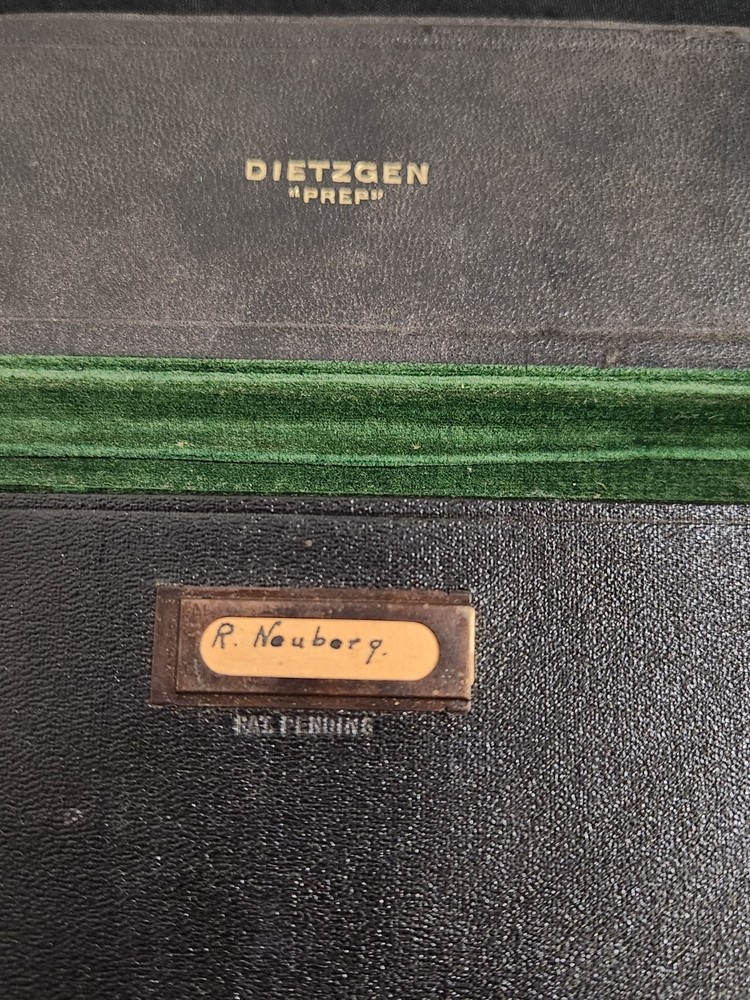 DIETZGEN
"PREP"
R. Neuberg.
PAT. PENDING